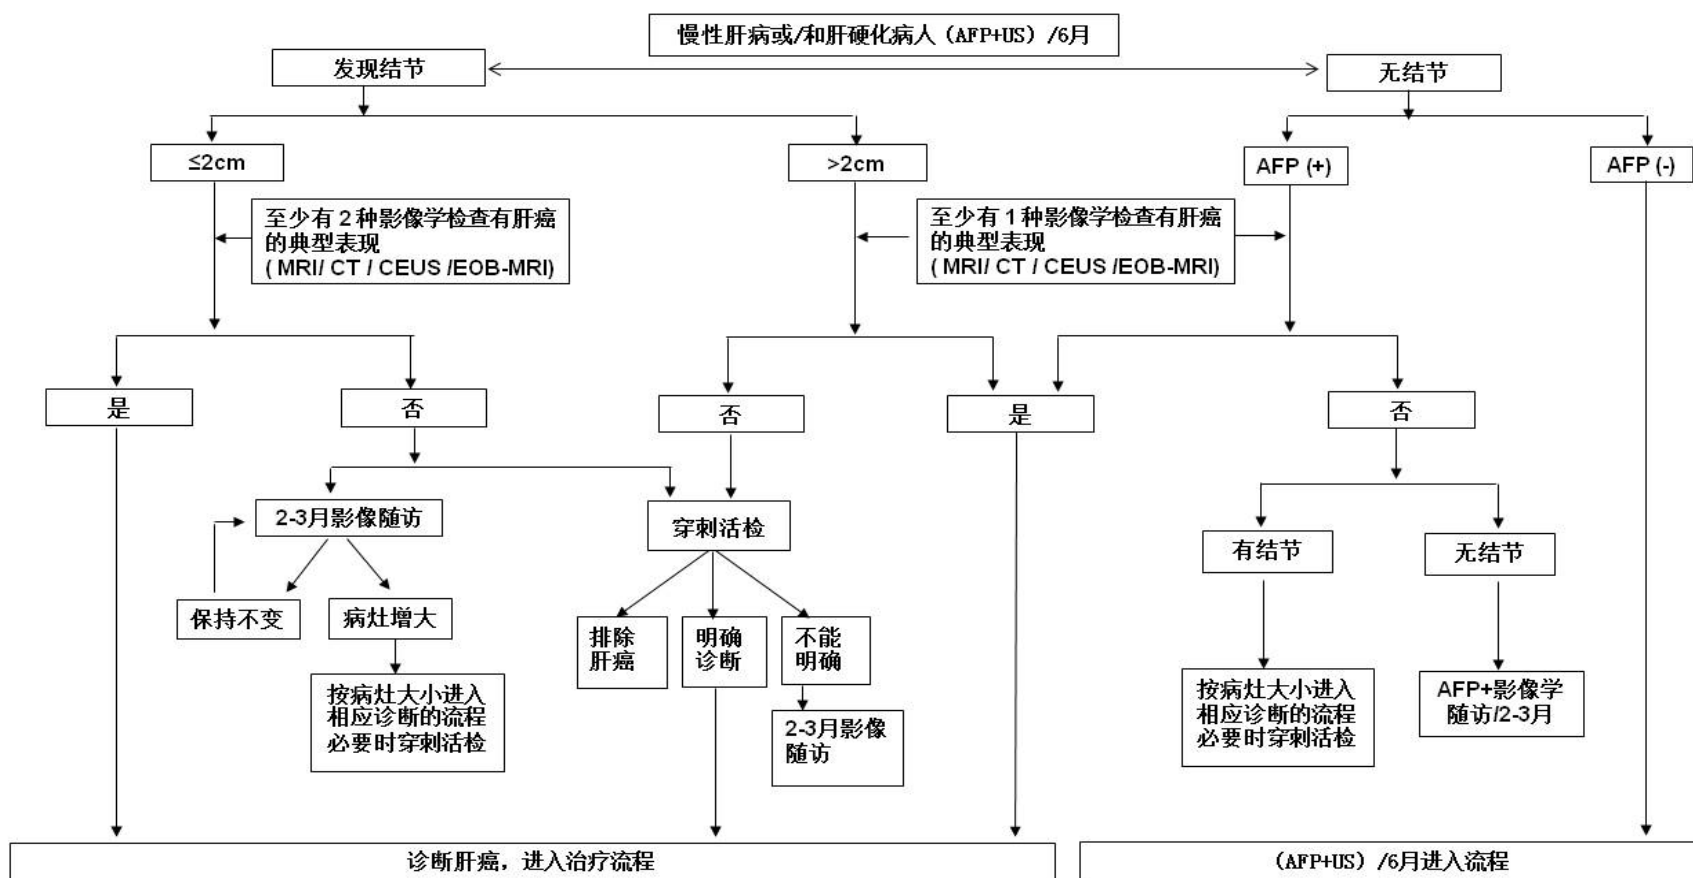 慢性肝病或/和肝硬化病人（AFP+US）/6月
发现结节
无结节
≤2cm
>2cm
AFP (+)
AFP (-)
至少有 2 种影像学检查有肝癌
的典型表现
( MRI/ CT / CEUS /EOB-MRI)
至少有 1 种影像学检查有肝癌
的典型表现
( MRI/ CT / CEUS /EOB-MRI)
是
否
否
是
否
2-3月影像随访
穿刺活检
有结节
无结节
保持不变
病灶增大
排除
肝癌
明确
诊断
不能
明确
按病灶大小进入
相应诊断的流程
必要时穿刺活检
2-3月影像
随访
按病灶大小进入
相应诊断的流程
必要时穿刺活检
AFP+影像学
随访/2-3月
诊断肝癌，进入治疗流程
（AFP+US）/6月进入流程